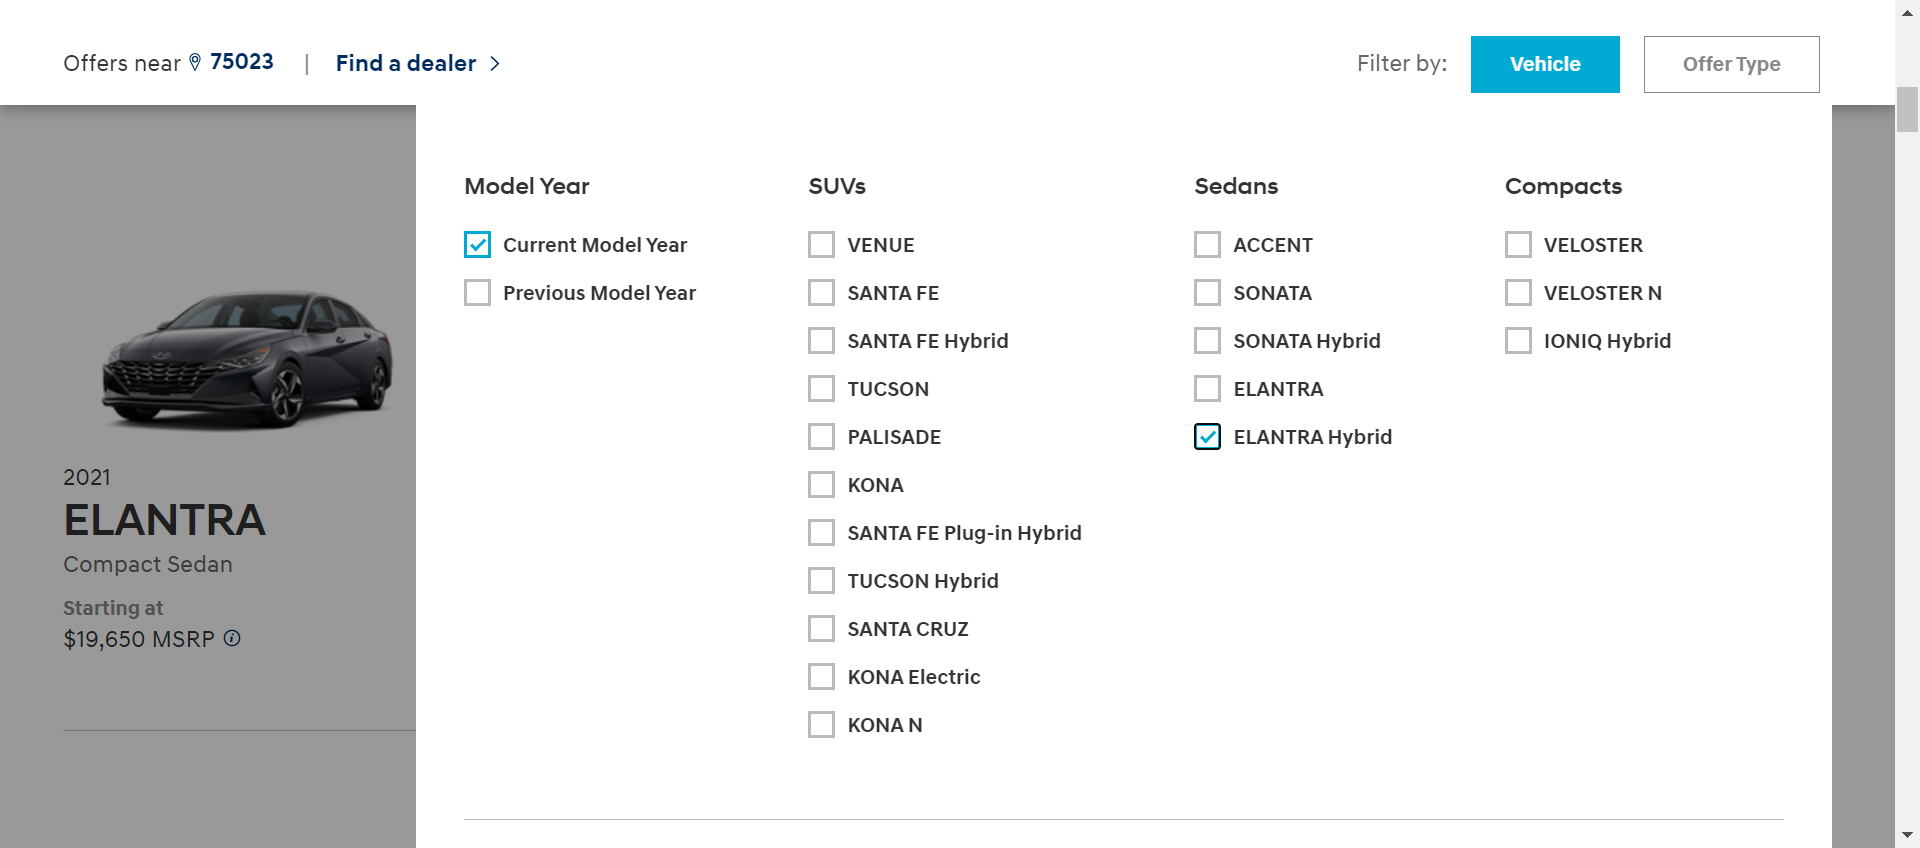 Offers near 75023 | Find a dealer
Filter by: Vehicle Offer Type
Model Year
Current Model Year
Previous Model Year
SUVs
VENUE
SANTA FE
SANTA FE Hybrid
TUCSON
PALISADE
KONA
SANTA FE Plug-in Hybrid
TUCSON Hybrid
SANTA CRUZ
KONA Electric
KONA N
Sedans
ACCENT
SONATA
SONATA Hybrid
ELANTRA
ELANTRA Hybrid
Compacts
VELOSTER
VELOSTER N
IONIQ Hybrid
2021
ELANTRA
Compact Sedan
Starting at
$19,650 MSRP